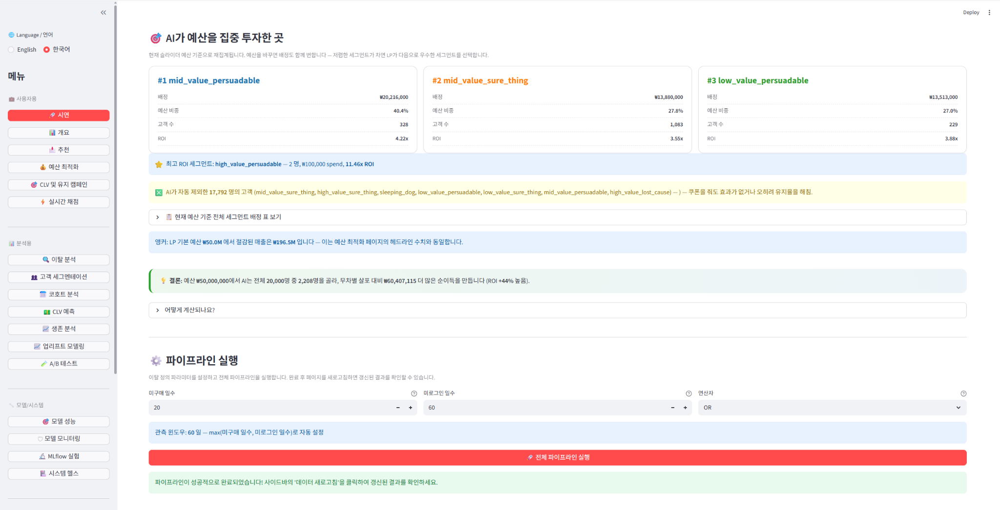 Deploy
Language / 언어
English
한국어
메뉴
사용자용
시연
개요
추천
예산 최적화
CLV 및 유지 캠페인
실시간 채점
분석용
이탈 분석
고객 세그멘테이션
코호트 분석
CLV 예측
생존 분석
업리프트 모델링
A/B 테스트
모델/시스템
모델 성능
모델 모니터링
MLflow 실험
시스템 헬스
AI가 예산을 집중 투자한 곳
현재 슬라이더 예산 기준으로 재집계됩니다. 예산을 바꾸면 배정도 함께 변합니다 — 저렴한 세그먼트가 차면 LP가 다음으로 우수한 세그먼트를 선택합니다.
#1 mid_value_persuadable
배정 ₩20,216,000
예산 비중 40.4%
고객 수 328
ROI 4.22x
#2 mid_value_sure_thing
배정 ₩13,880,000
예산 비중 27.8%
고객 수 1,083
ROI 3.55x
#3 low_value_persuadable
배정 ₩13,513,000
예산 비중 27.0%
고객 수 229
ROI 3.88x
최고 ROI 세그먼트: high_value_persuadable — 2 명, ₩100,000 spend, 11.46x ROI
AI가 자동 제외한 17,792 명의 고객 (mid_value_sure_thing, high_value_sure_thing, sleeping_dog, low_value_persuadable, low_value_sure_thing, mid_value_persuadable, high_value_lost_cause) — ) — 쿠폰을 줘도 효과가 없거나 오히려 유지율을 해침.
현재 예산 기준 전체 세그먼트 배정 표 보기
앵커: LP 기본 예산 ₩50.0M 에서 절감된 매출은 ₩196.5M 입니다 — 이는 예산 최적화 페이지의 헤드라인 수치와 동일합니다.
결론: 예산 ₩50,000,000에서 AI는 전체 20,000명 중 2,208명을 골라, 무차별 살포 대비 ₩60,407,115 더 많은 순이득을 만듭니다 (ROI +44% 높음).
어떻게 계산되나요?
파이프라인 실행
이탈 정의 파라미터를 설정하고 전체 파이프라인을 실행합니다. 완료 후 페이지를 새로고침하면 갱신된 결과를 확인할 수 있습니다.
미구매 일수
20
미로그인 일수
60
연산자
OR
관측 윈도우: 60 일 — max(미구매 일수, 미로그인 일수)로 자동 설정
전체 파이프라인 실행
파이프라인이 성공적으로 완료되었습니다! 사이드바의 '데이터 새로고침'을 클릭하여 갱신된 결과를 확인하세요.